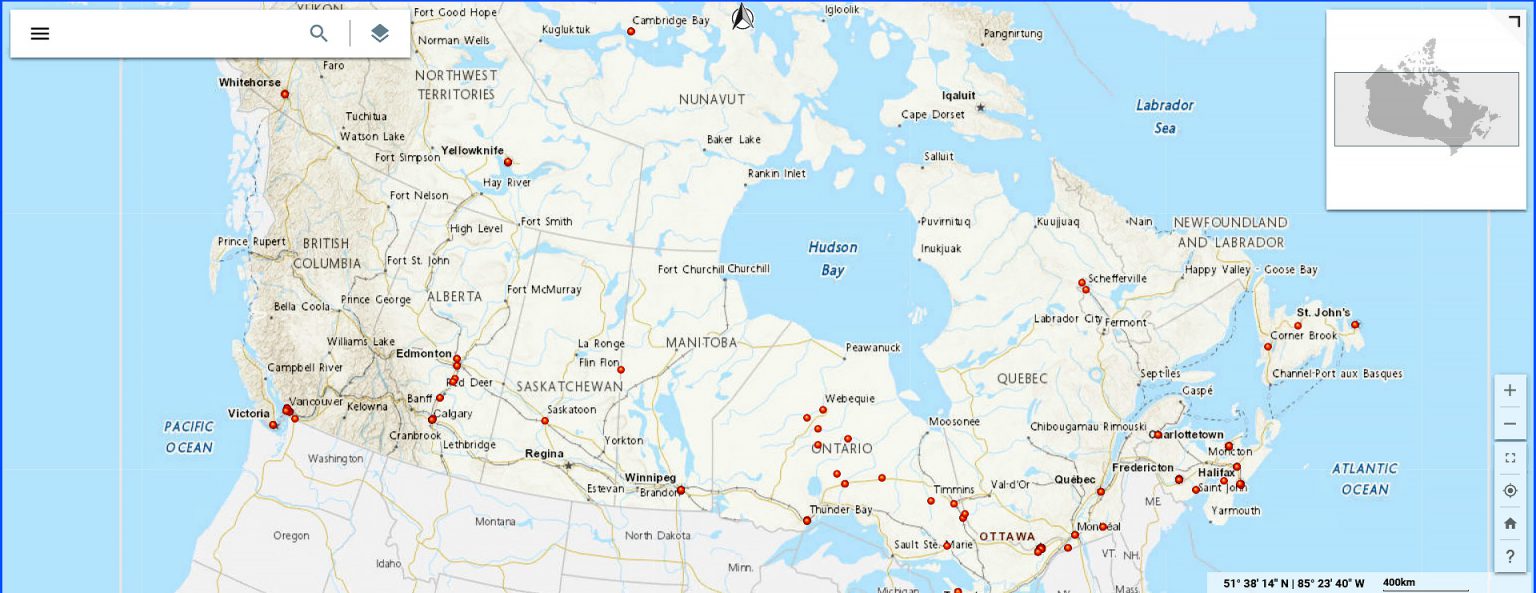 YUKON
Fort Good Hope
Cambridge Bay
Igloolik
Kugluktuk
Norman Wells
Pangnirtung
Faro
Whitehorse
NORTHWEST
TERRITORIES
NUNAVUT
Iqaluit
Labrador
Sea
Cape Dorset
Tuchitua
Watson Lake
Baker Lake
Yellowknife
Fort Simpson
Salluit
Rankin Inlet
Hay River
Fort Nelson
Fort Smith
Puvirnituq
Kuujjuaq
Nain
NEWFOUNDLAND
AND LABRADOR
High Level
Prince Rupert
BRITISH
COLUMBIA
Hudson
Bay
Inukjuak
Fort St. John
Fort Churchill
Churchill
Happy Valley - Goose Bay
Schefferville
Fort McMurray
Prince George
ALBERTA
Bella Coola
St. John's
Labrador City
Fermont
Corner Brook
Williams Lake
La Ronge
MANITOBA
Peawanuck
Edmonton
Flin Flon
Campbell River
Red Deer
SASKATCHEWAN
QUEBEC
Sept-Îles
Channel-Port aux Basques
Gaspé
Banff
Webequie
Vancouver
Kelowna
Victoria
Calgary
Saskatoon
PACIFIC
OCEAN
Moosonee
Chibougamau
Rimouski
Charlottetown
Cranbrook
Lethbridge
Yorkton
ONTARIO
Moncton
Washington
Regina
Fredericton
Halifax
ATLANTIC
OCEAN
Winnipeg
Québec
Estevan
Brandon
Timmins
Val-d'Or
Saint John
ME.
Thunder Bay
Yarmouth
Montana
Montréal
Oregon
North Dakota
OTTAWA
Sault Ste. Marie
VT.
NH.
Idaho
Minn.
Michigan
Mass.
+
−
?
51° 38' 14" N | 85° 23' 40" W
400km